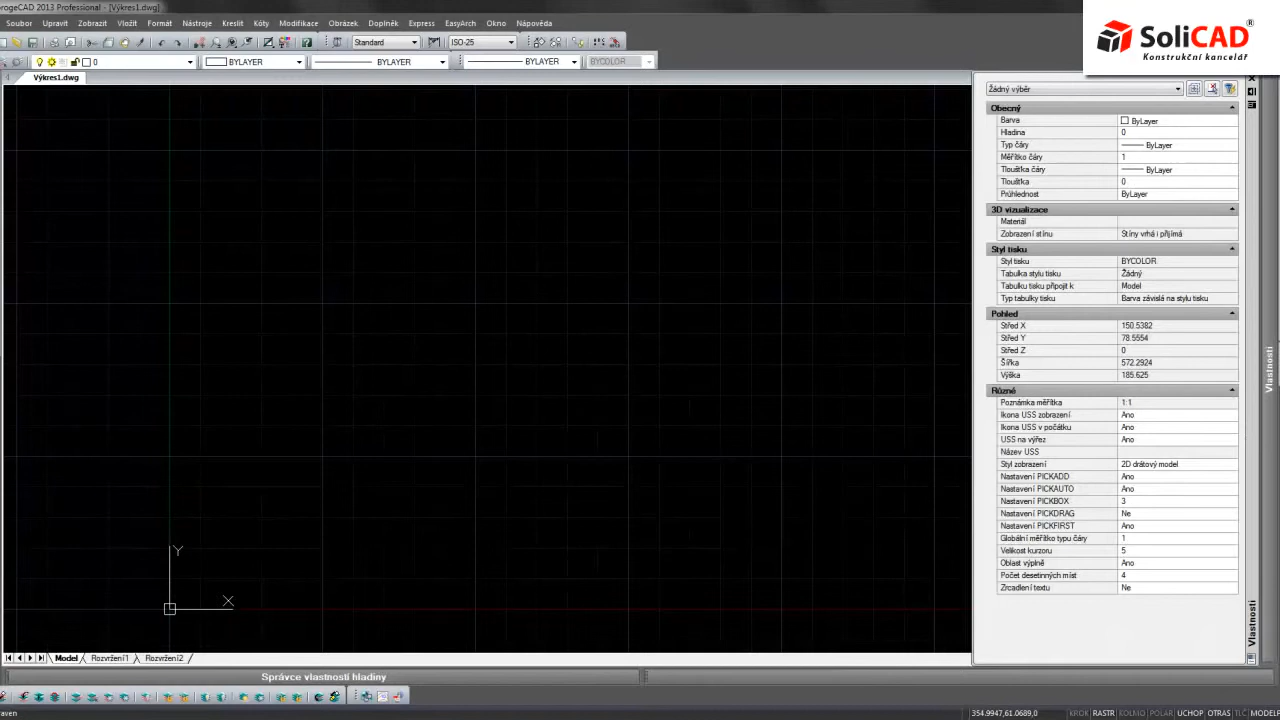 progeCAD 2013 Professional - [Výkres1.dwg]
Soubor Upravit Zobrazit Vložit Formát Nástroje Kreslit Kóty Modifikace Obrázek Doplněk Express EasyArch Okno Nápověda
Standard ISO-25
0 BYLAYER BYLAYER BYLAYER BYCOLOR
Výkres1.dwg
SoliCAD®
Konstrukční kancelář
Žádný výběr
Obecný
Barva ByLayer
Hladina 0
Typ čáry ByLayer
Měřítko čáry 1
Tloušťka čáry ByLayer
Tloušťka 0
Průhlednost ByLayer
3D vizualizace
Materiál
Zobrazení stínu Stíny vrhá i přijímá
Styl tisku
Styl tisku BYCOLOR
Tabulka stylu tisku Žádný
Tabulku tisku připojit k Model
Typ tabulky tisku Barva závislá na stylu tisku
Pohled
Střed X 150.5382
Střed Y 78.5554
Střed Z 0
Šířka 572.2924
Výška 185.625
Různé
Poznámka měřítka 1:1
Ikona USS zobrazení Ano
Ikona USS v počátku Ano
USS na výřez Ano
Název USS
Styl zobrazení 2D drátový model
Nastavení PICKADD Ano
Nastavení PICKAUTO Ano
Nastavení PICKBOX 3
Nastavení PICKDRAG Ne
Nastavení PICKFIRST Ano
Globální měřítko typu čáry 1
Velikost kurzoru 5
Oblast výplně Ano
Počet desetinných míst 4
Zrcadlení textu Ne
Vlastnosti
Vlastnosti
Y
X
Model Rozvržení1 Rozvržení2
Správce vlastností hladiny
raven
354.9947,61.0689,0 KROK RASTR KOLMO POLAR UCHOP OTRAS TLČ MODEL